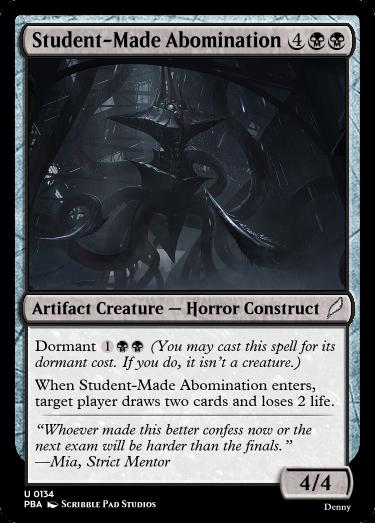 Student-Made Abomination 4
Artifact Creature — Horror Construct
Dormant 1 (You may cast this spell for its
dormant cost. If you do, it isn't a creature.)
When Student-Made Abomination enters,
target player draws two cards and loses 2 life.
“Whoever made this better confess now or
the next exam will be harder than the finals.”
—Mia, Strict Mentor
4/4
U 0134
PBA Scribble Pad Studios
Denny